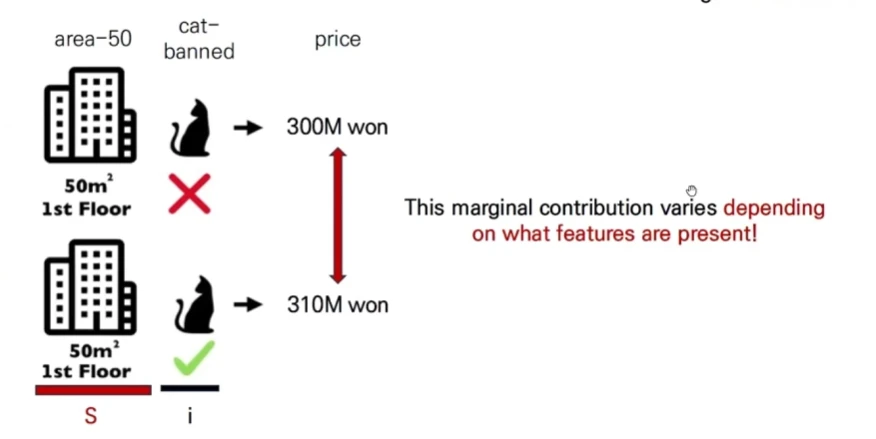 area-50
cat-
banned
price
300M won
50m²
1st Floor
This marginal contribution varies depending
on what features are present!
310M won
50m²
1st Floor
S
i